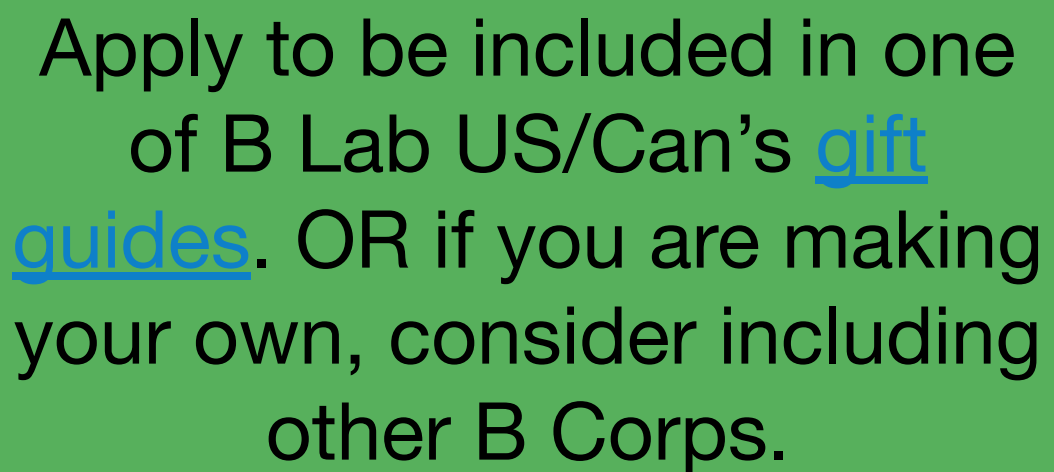 Apply to be included in one
of B Lab US/Can’s gift
guides. OR if you are making
your own, consider including
other B Corps.